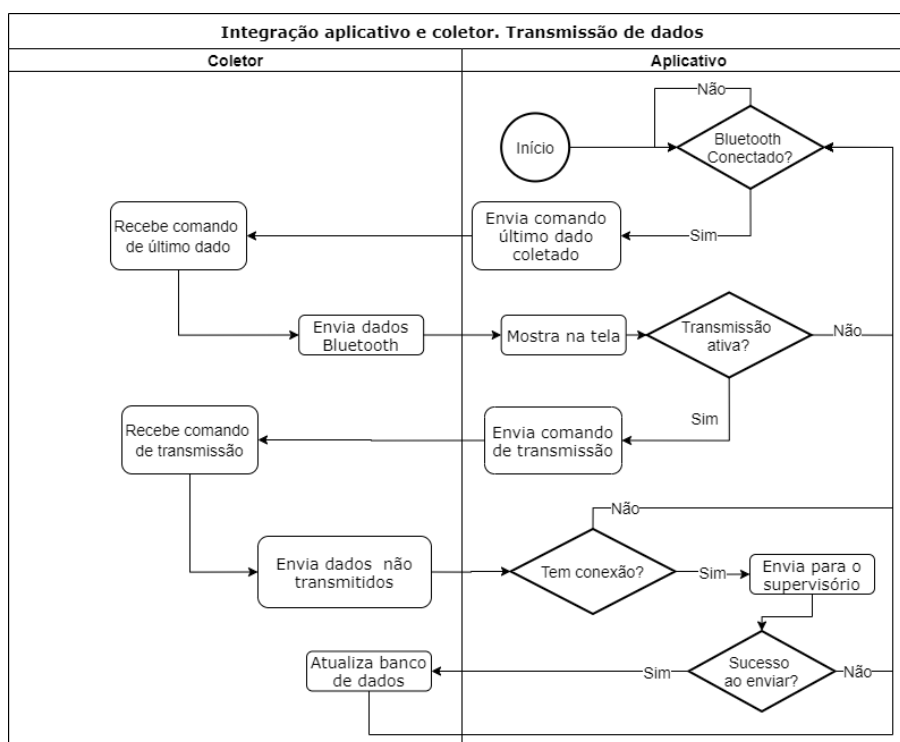 Integração aplicativo e coletor. Transmissão de dados
Coletor
Aplicativo
Não
Início
Bluetooth
Conectado?
Recebe comando
de último dado
Envia comando
último dado
coletado
Sim
Envia dados
Bluetooth
Mostra na tela
Transmissão
ativa?
Não
Sim
Recebe comando
de transmissão
Envia comando
de transmissão
Não
Envia dados não
transmitidos
Tem conexão?
Sim
Envia para o
supervisório
Atualiza banco
de dados
Sim
Sucesso
ao enviar?
Não